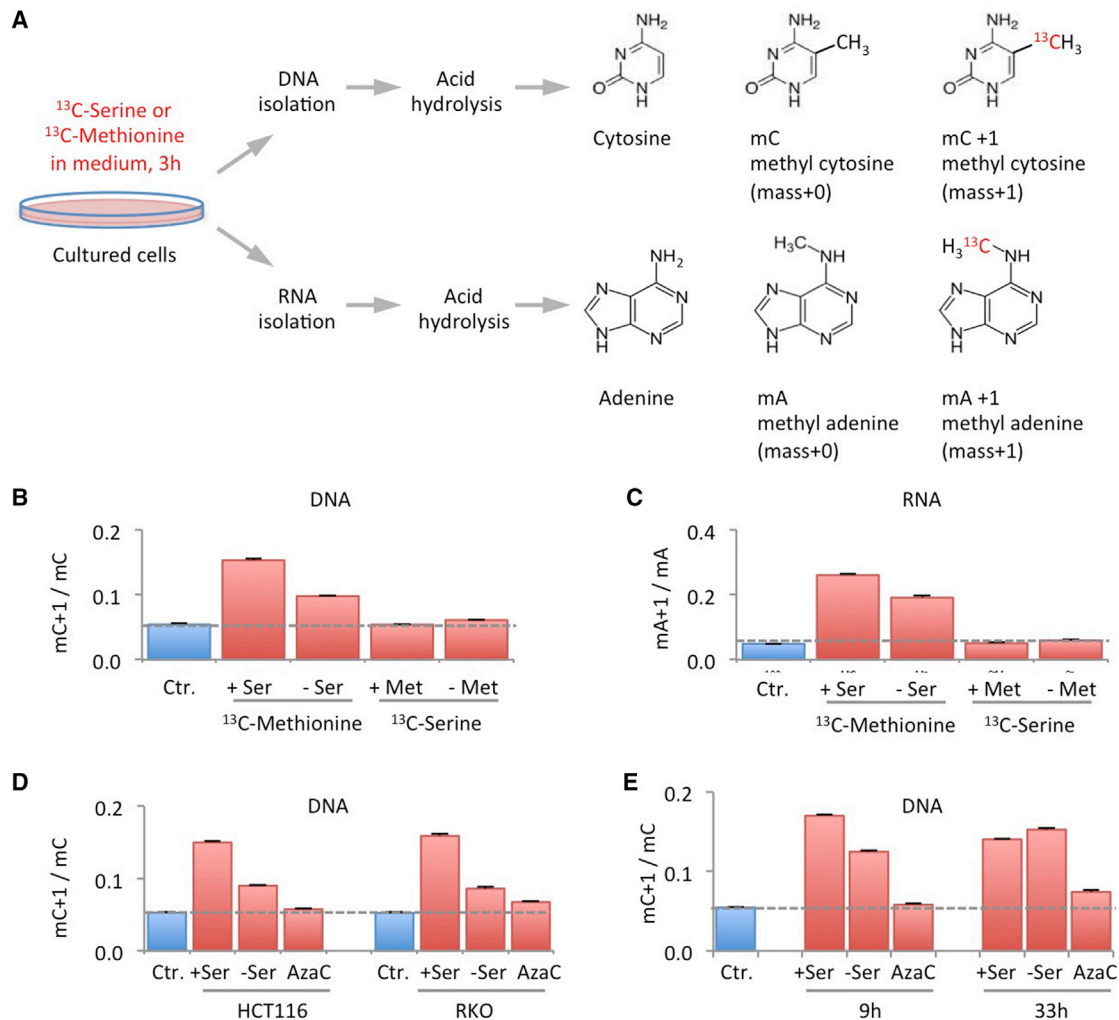 A
¹³C-Serine or
¹³C-Methionine
in medium, 3h
Cultured cells
DNA
isolation
Acid
hydrolysis
RNA
isolation
Acid
hydrolysis
NH₂
N
O
N
H
Cytosine
NH₂
CH₃
N
O
N
H
mC
methyl cytosine
(mass+0)
NH₂
¹³CH₃
N
O
N
H
mC +1
methyl cytosine
(mass+1)
NH₂
N
N
N
H
N
Adenine
H₃C
NH
N
N
N
H
N
mA
methyl adenine
(mass+0)
H₃¹³C
NH
N
N
N
H
N
mA +1
methyl adenine
(mass+1)
B
DNA
mC+1 / mC
0.2
0.1
0.0
Ctr.
+ Ser
- Ser
+ Met
- Met
¹³C-Methionine
¹³C-Serine
C
RNA
mA+1 / mA
0.4
0.2
0.0
Ctr.
+ Ser
- Ser
+ Met
- Met
¹³C-Methionine
¹³C-Serine
D
DNA
mC+1 / mC
0.2
0.1
0.0
Ctr.
+Ser
-Ser
AzaC
Ctr.
+Ser
-Ser
AzaC
HCT116
RKO
E
DNA
mC+1 / mC
0.2
0.1
0.0
Ctr.
+Ser
-Ser
AzaC
+Ser
-Ser
AzaC
9h
33h